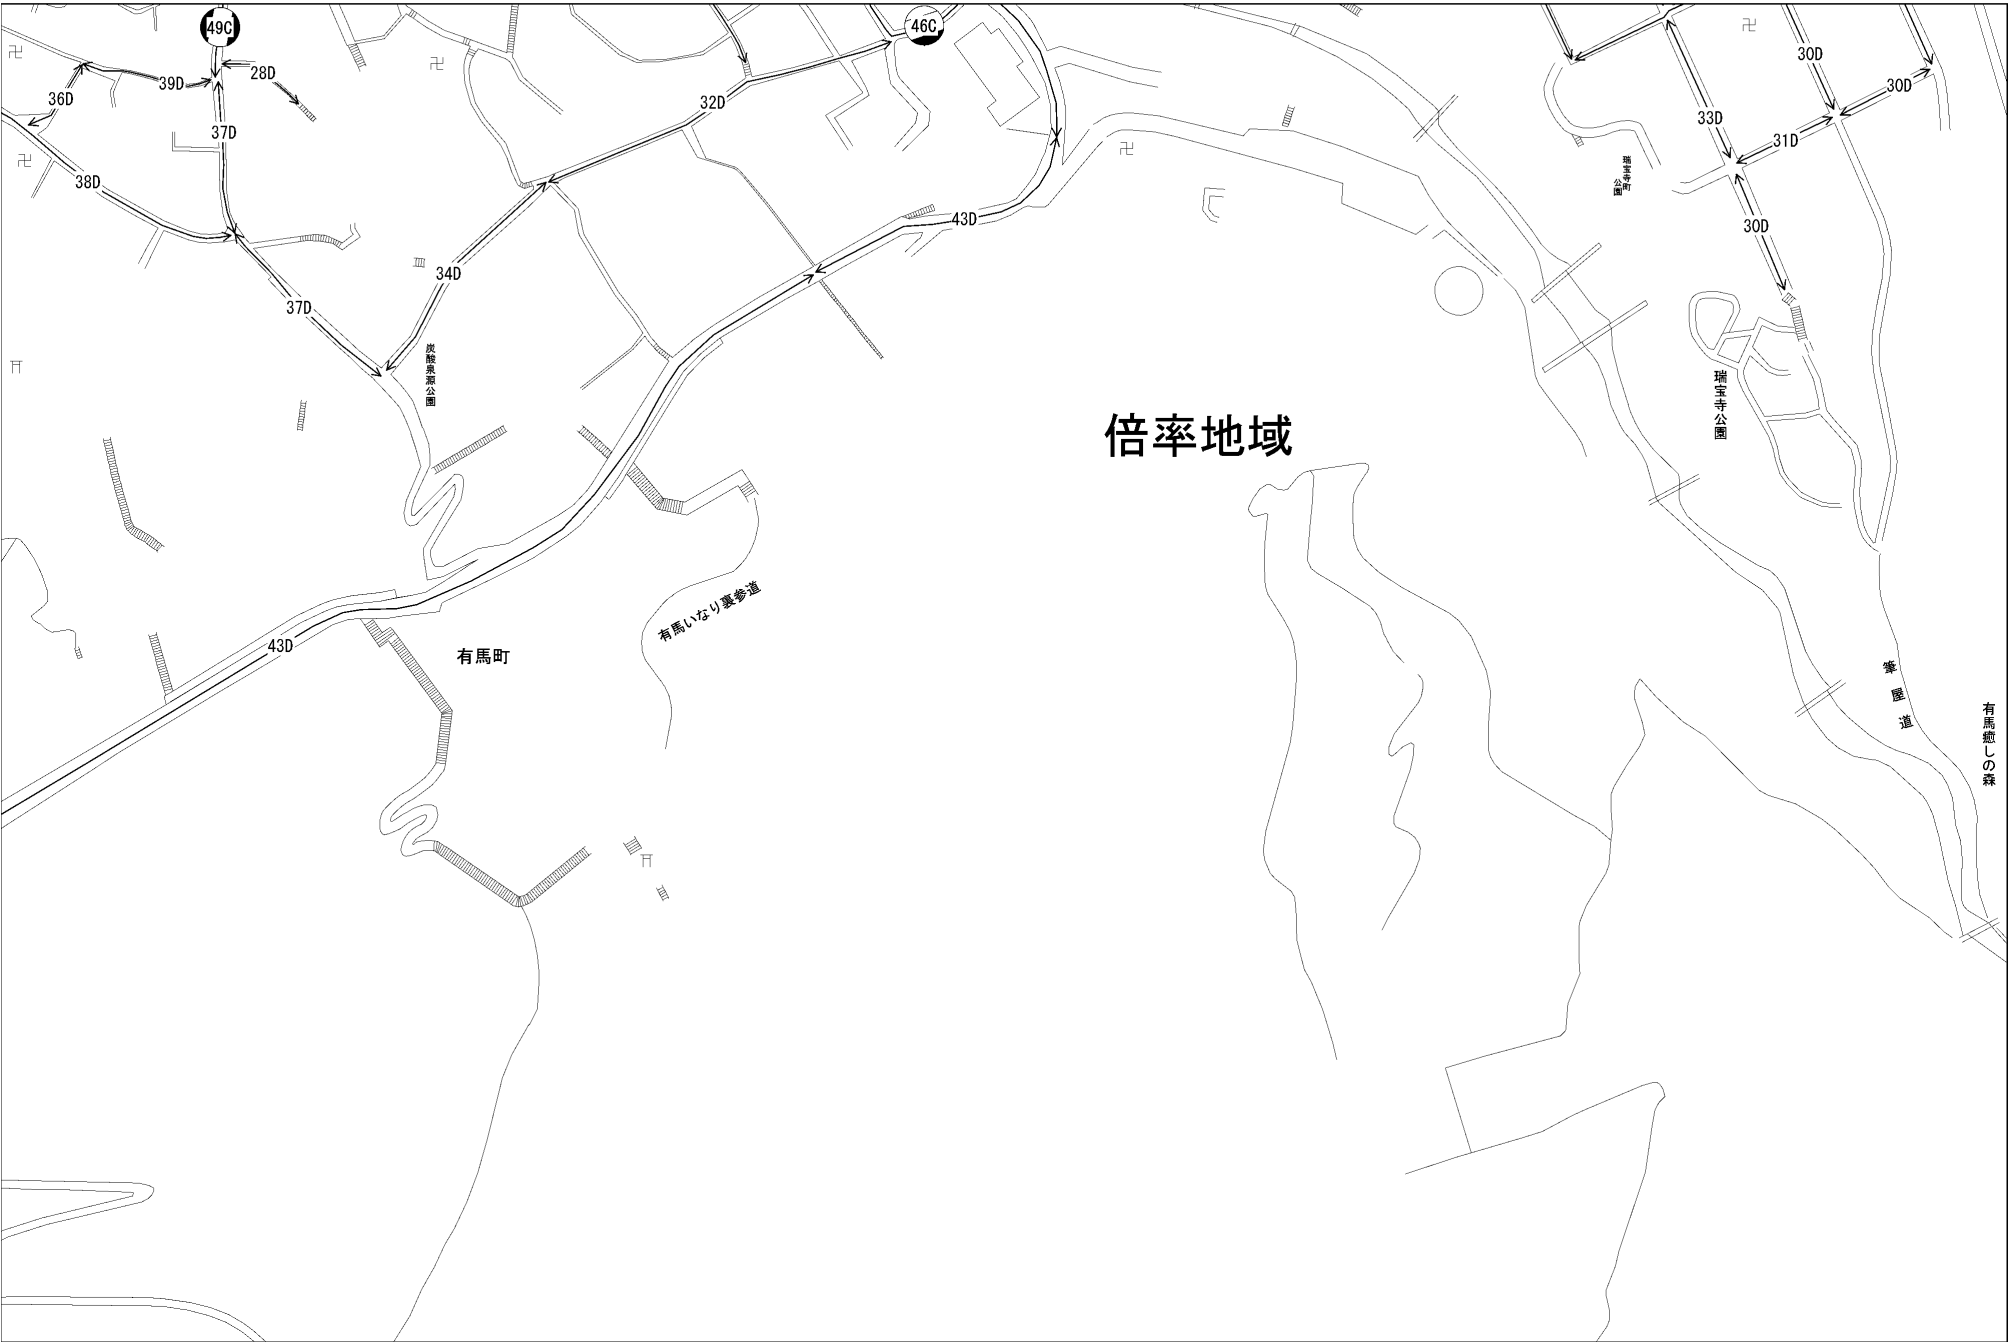 49C
46C
39D
28D
36D
37D
32D
38D
43D
34D
37D
30D
30D
33D
31D
30D
瑞宝寺町
公園
炭酸泉源公園
瑞宝寺公園
倍率地域
有馬いなり裏参道
43D
有馬町
筆屋道
有馬癒しの森